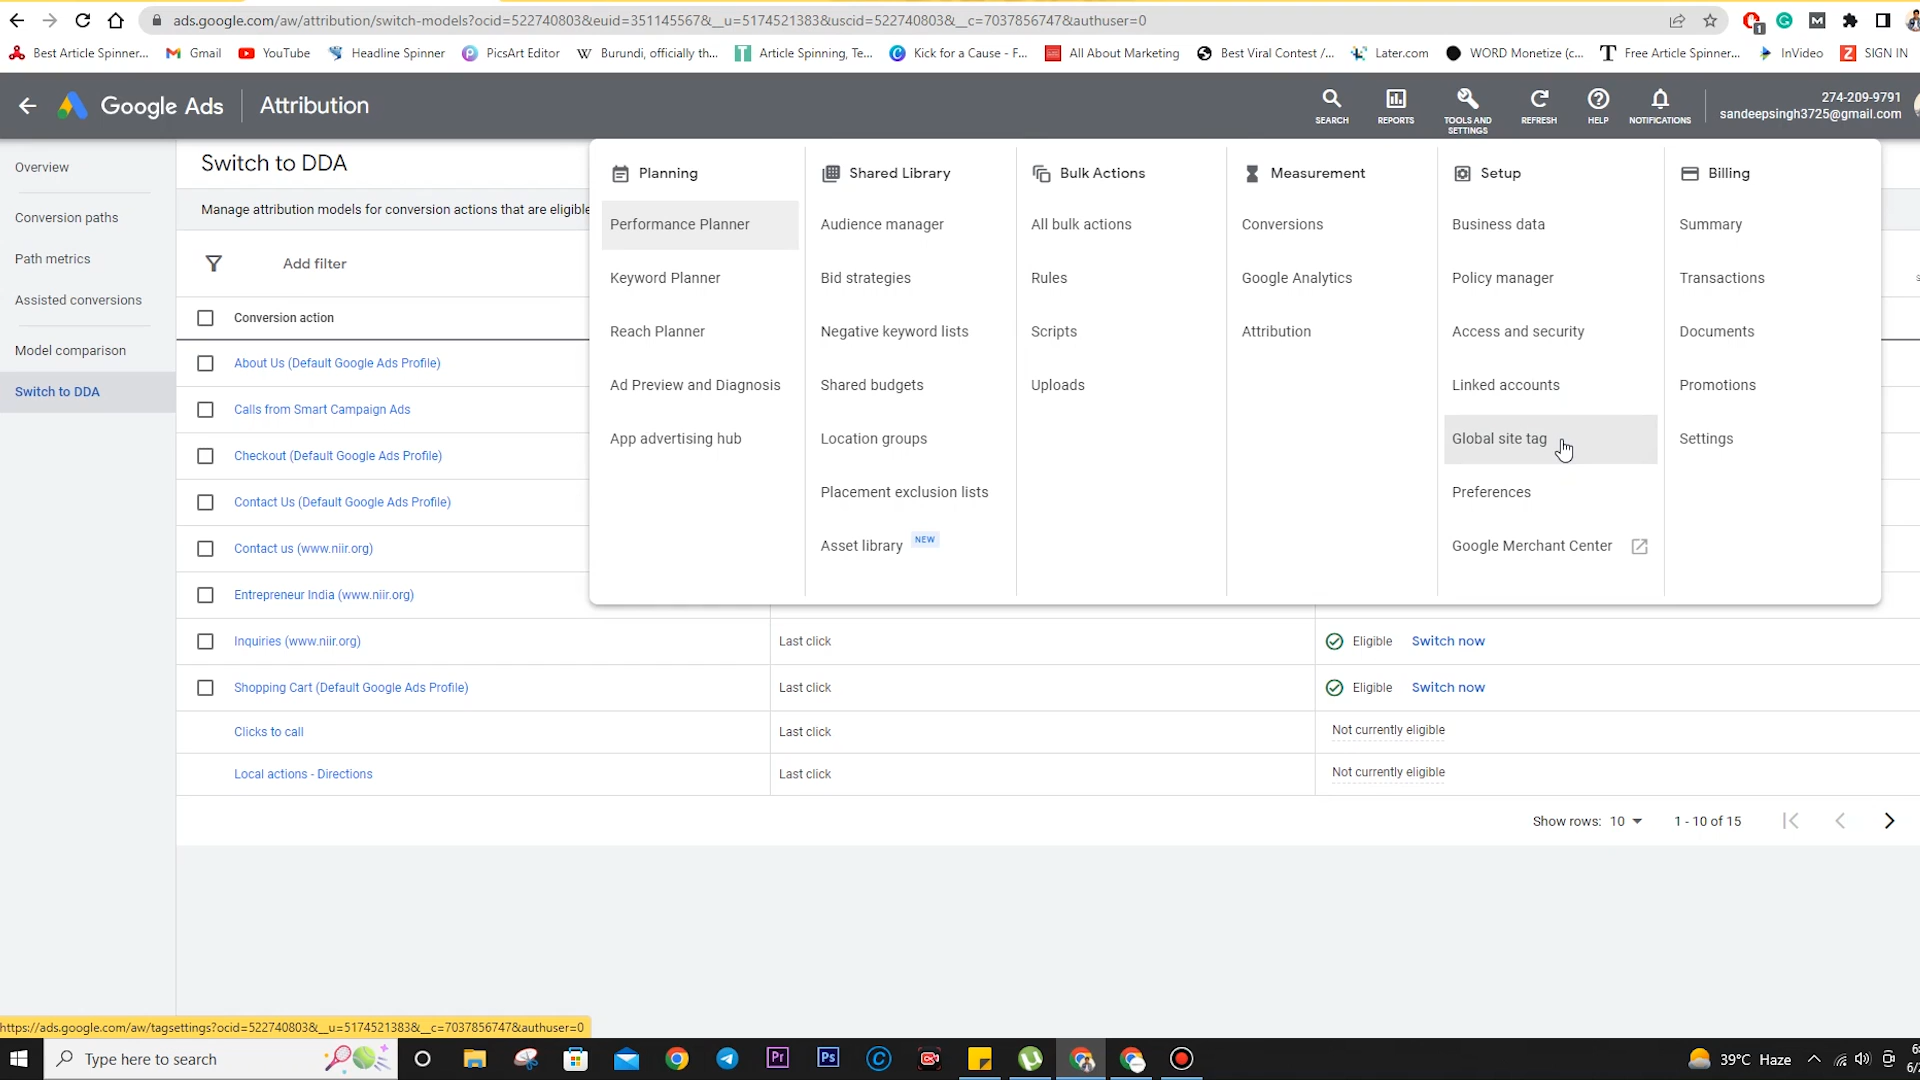 ads.google.com/aw/attribution/switch-models?ocid=522740803&euid=351145567&__u=5174521383&uscid=522740803&__c=7037856747&authuser=0
Best Article Spinner...
Gmail
YouTube
Headline Spinner
PicsArt Editor
Burundi, officially th...
Article Spinning, Te...
Kick for a Cause - F...
All About Marketing
Best Viral Contest /...
Later.com
WORD Monetize (c...
Free Article Spinner...
InVideo
SIGN IN
Google Ads
Attribution
SEARCH
REPORTS
TOOLS AND SETTINGS
REFRESH
HELP
NOTIFICATIONS
274-209-9791
sandeepsingh3725@gmail.com
Overview
Conversion paths
Path metrics
Assisted conversions
Model comparison
Switch to DDA
Switch to DDA
Manage attribution models for conversion actions that are eligible
Add filter
Conversion action
About Us (Default Google Ads Profile)
Calls from Smart Campaign Ads
Checkout (Default Google Ads Profile)
Contact Us (Default Google Ads Profile)
Contact us (www.niir.org)
Entrepreneur India (www.niir.org)
Inquiries (www.niir.org)
Last click
Eligible
Switch now
Shopping Cart (Default Google Ads Profile)
Last click
Eligible
Switch now
Clicks to call
Last click
Not currently eligible
Local actions - Directions
Last click
Not currently eligible
Show rows: 10
1 - 10 of 15
Planning
Performance Planner
Keyword Planner
Reach Planner
Ad Preview and Diagnosis
App advertising hub
Shared Library
Audience manager
Bid strategies
Negative keyword lists
Shared budgets
Location groups
Placement exclusion lists
Asset library
NEW
Bulk Actions
All bulk actions
Rules
Scripts
Uploads
Measurement
Conversions
Google Analytics
Attribution
Setup
Business data
Policy manager
Access and security
Linked accounts
Global site tag
Preferences
Google Merchant Center
Billing
Summary
Transactions
Documents
Promotions
Settings
https://ads.google.com/aw/tagsettings?ocid=522740803&__u=5174521383&__c=7037856747&authuser=0
Type here to search
39°C Haze